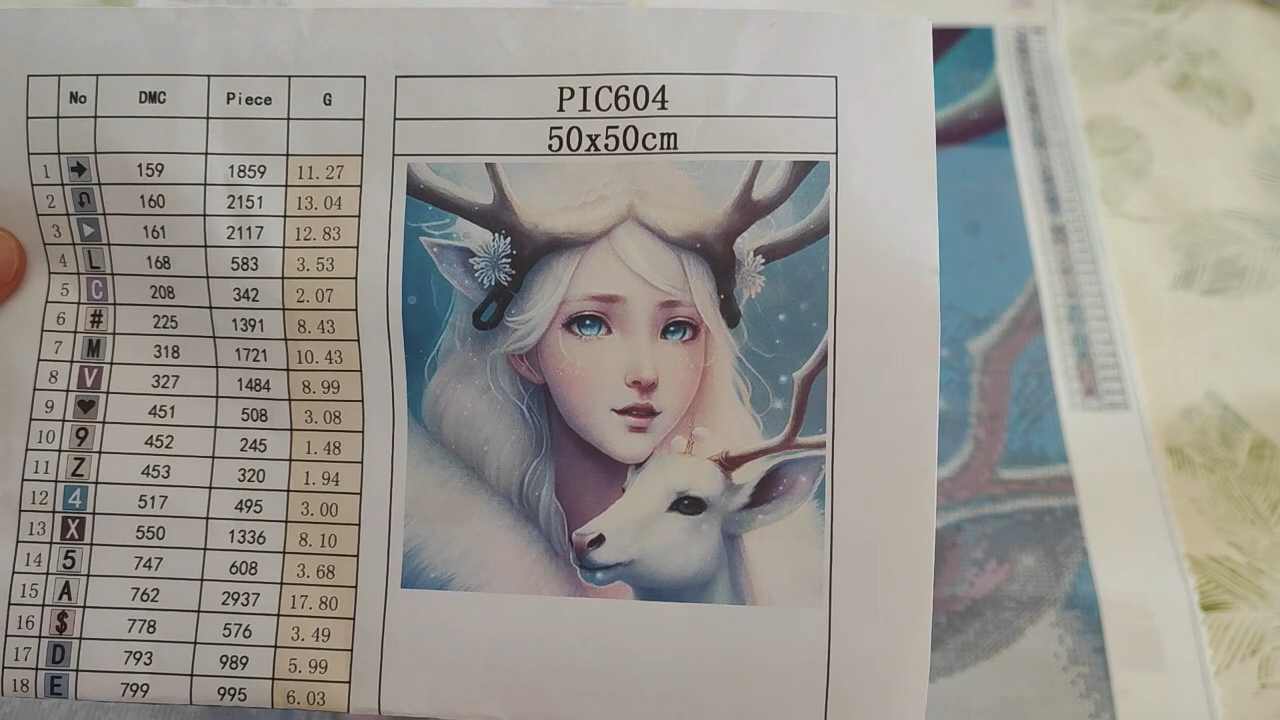 No DMC Piece G
1 → 159 1859 11.27
2 160 2151 13.04
3 ▶ 161 2117 12.83
4 L 168 583 3.53
5 C 208 342 2.07
6 # 225 1391 8.43
7 M 318 1721 10.43
8 V 327 1484 8.99
9 ♥ 451 508 3.08
10 9 452 245 1.48
11 Z 453 320 1.94
12 4 517 495 3.00
13 X 550 1336 8.10
14 5 747 608 3.68
15 A 762 2937 17.80
16 $ 778 576 3.49
17 D 793 989 5.99
18 E 799 995 6.03
PIC604
50x50cm